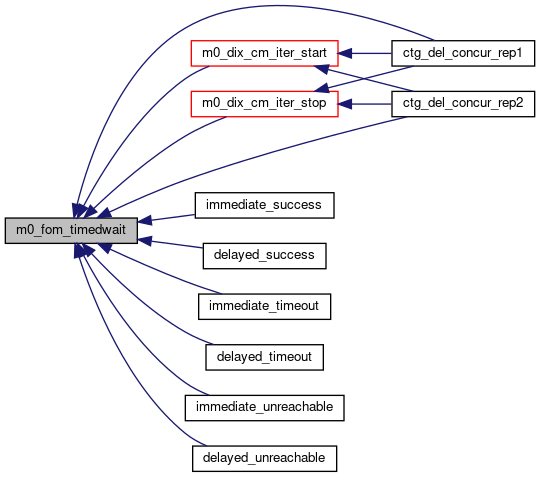 m0_dix_cm_iter_start
ctg_del_concur_rep1
m0_dix_cm_iter_stop
ctg_del_concur_rep2
immediate_success
m0_fom_timedwait
delayed_success
immediate_timeout
delayed_timeout
immediate_unreachable
delayed_unreachable